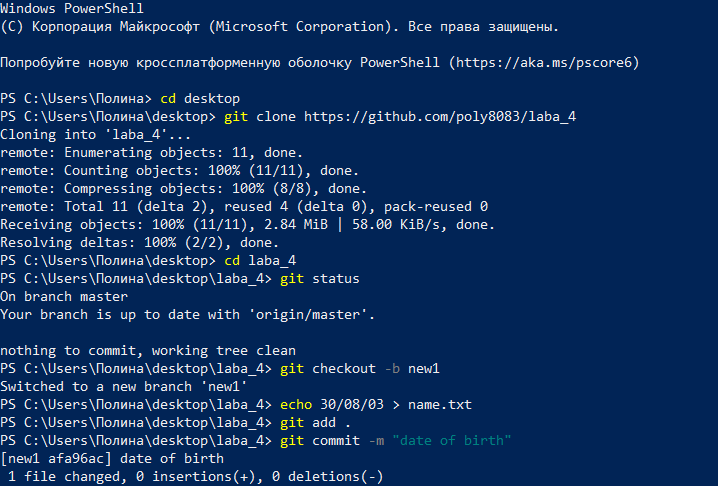 Windows PowerShell
(C) Корпорация Майкрософт (Microsoft Corporation). Все права защищены.
Попробуйте новую кроссплатформенную оболочку PowerShell (https://aka.ms/pscore6)
PS C:\Users\Полина> cd desktop
PS C:\Users\Полина\desktop> git clone https://github.com/poly8083/laba_4
Cloning into 'laba_4'...
remote: Enumerating objects: 11, done.
remote: Counting objects: 100% (11/11), done.
remote: Compressing objects: 100% (8/8), done.
remote: Total 11 (delta 2), reused 4 (delta 0), pack-reused 0
Receiving objects: 100% (11/11), 2.84 MiB | 58.00 KiB/s, done.
Resolving deltas: 100% (2/2), done.
PS C:\Users\Полина\desktop> cd laba_4
PS C:\Users\Полина\desktop\laba_4> git status
On branch master
Your branch is up to date with 'origin/master'.
nothing to commit, working tree clean
PS C:\Users\Полина\desktop\laba_4> git checkout -b new1
Switched to a new branch 'new1'
PS C:\Users\Полина\desktop\laba_4> echo 30/08/03 > name.txt
PS C:\Users\Полина\desktop\laba_4> git add .
PS C:\Users\Полина\desktop\laba_4> git commit -m "date of birth"
[new1 afa96ac] date of birth
 1 file changed, 0 insertions(+), 0 deletions(-)